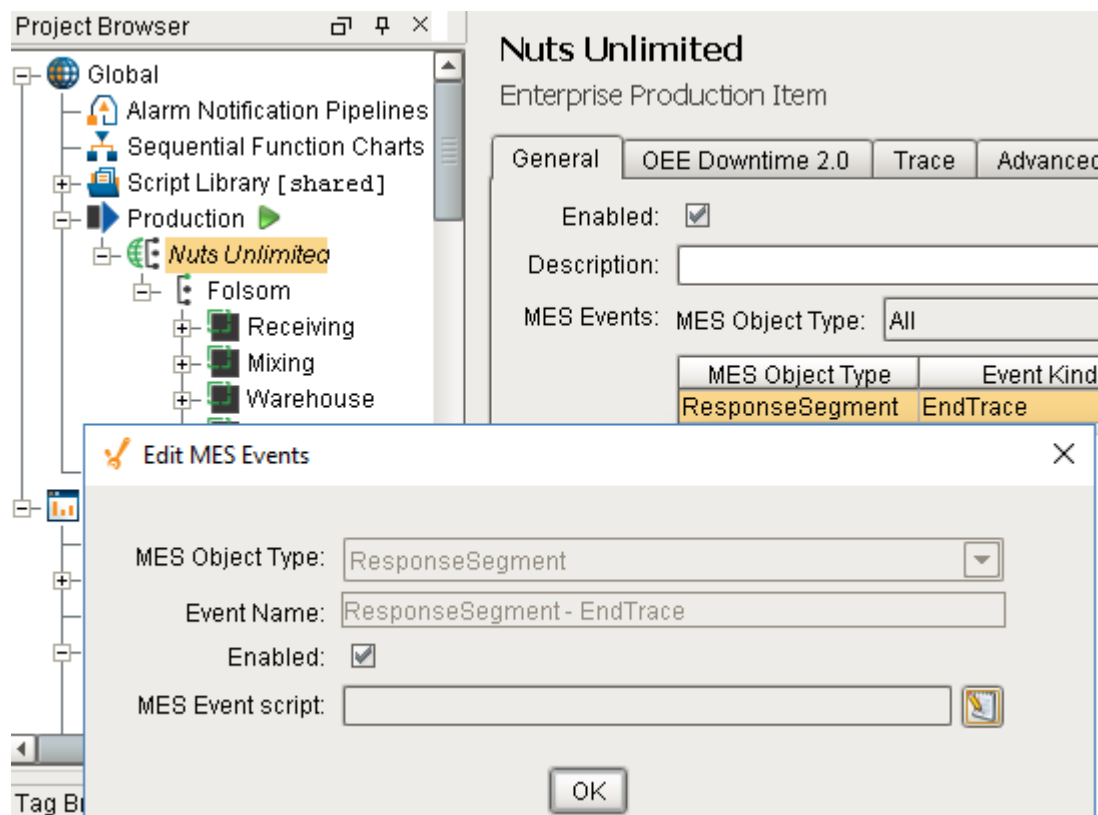 Project Browser
Global
Alarm Notification Pipelines
Sequential Function Charts
Script Library [shared]
Production
Nuts Unlimited
Folsom
Receiving
Mixing
Warehouse
Nuts Unlimited
Enterprise Production Item
General OEE Downtime 2.0 Trace Advanced
Enabled:
Description:
MES Events: MES Object Type: All
MES Object Type Event Kind
ResponseSegment EndTrace
Edit MES Events
MES Object Type: ResponseSegment
Event Name: ResponseSegment - EndTrace
Enabled:
MES Event script:
OK
Tag